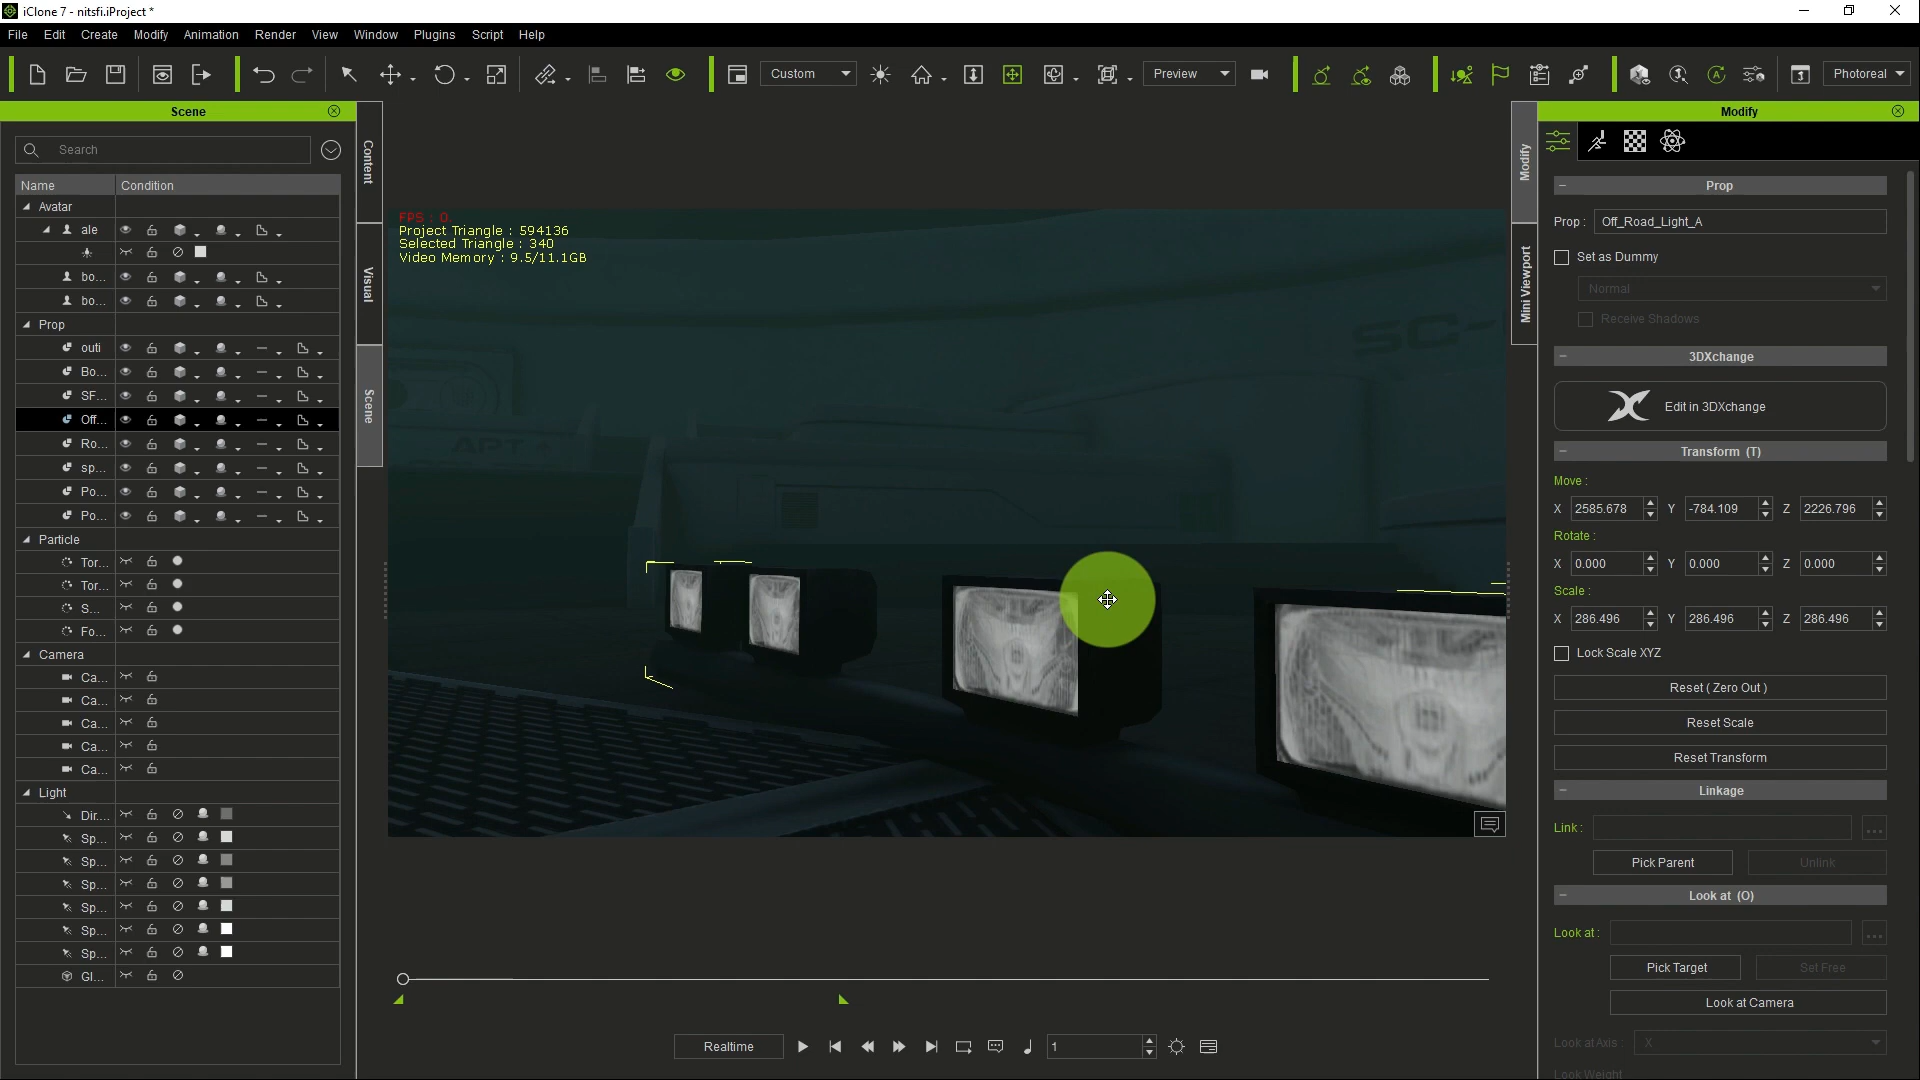 iClone 7 - nitsfi.iProject *
File Edit Create Modify Animation Render View Window Plugins Script Help
Custom Preview Photoreal
Scene
Search
Name Condition
Avatar
ale
bo...
bo...
Prop
outi
Bo...
SF...
Off...
Ro...
sp...
Po...
Po...
Particle
Tor...
Tor...
S...
Fo...
Camera
Ca...
Ca...
Ca...
Ca...
Ca...
Light
Dir....
Sp...
Sp...
Sp...
Sp...
Sp...
Sp...
Gl...
Content
Visual
Scene
FPS : 0.
Project Triangle : 594136
Selected Triangle : 340
Video Memory : 9.5/11.1GB
SC-
APT
Realtime
1
Modify
Mini Viewport
Modify
Prop
Prop : Off_Road_Light_A
Set as Dummy
Normal
Receive Shadows
3DXchange
Edit in 3DXchange
Transform (T)
Move :
X 2585.678 Y -784.109 Z 2226.796
Rotate :
X 0.000 Y 0.000 Z 0.000
Scale :
X 286.496 Y 286.496 Z 286.496
Lock Scale XYZ
Reset ( Zero Out )
Reset Scale
Reset Transform
Linkage
Link : ...
Pick Parent Unlink
Look at (O)
Look at : ...
Pick Target Set Free
Look at Camera
Look at Axis : X
Look Weight